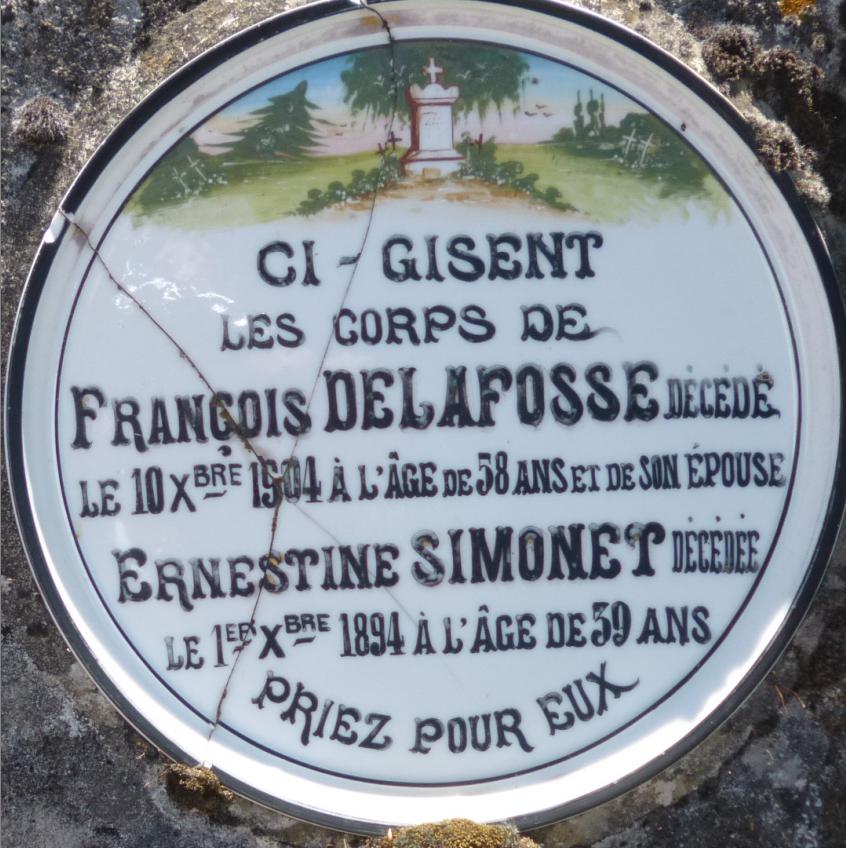 CI - GISENT
LES CORPS DE
FRANÇOIS DELAFOSSE DÉCÉDÉ
LE 10 XBRE 1904 À L'ÂGE DE 58 ANS ET DE SON ÉPOUSE
ERNESTINE SIMONET DÉCÉDÉE
LE 1ER XBRE 1894 À L'ÂGE DE 39 ANS
PRIEZ POUR EUX